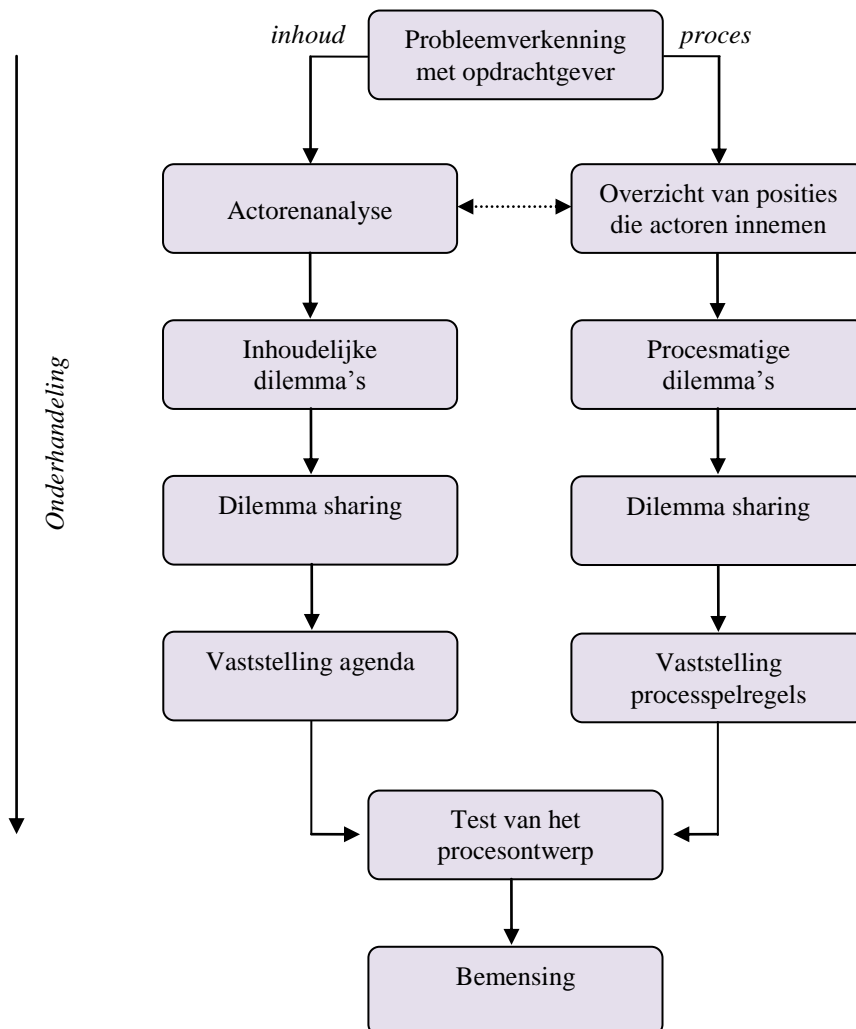 inhoud
Probleemverkenning
met opdrachtgever
proces
Actorenanalyse
Overzicht van posities
die actoren innemen
Onderhandeling
Inhoudelijke
dilemma’s
Procesmatige
dilemma’s
Dilemma sharing
Dilemma sharing
Vaststelling agenda
Vaststelling
processpelregels
Test van het
procesontwerp
Bemensing